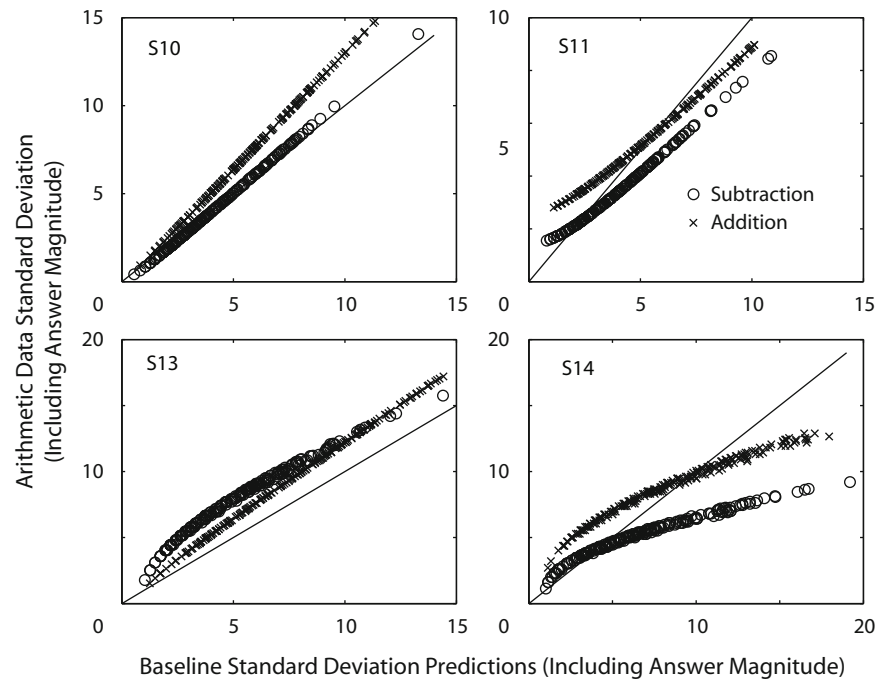 Arithmetic Data Standard Deviation
(Including Answer Magnitude)
15
10
5
S10
0
5
10
15
10
5
S11
Subtraction
Addition
0
5
10
15
20
10
S13
0
5
10
15
20
10
S14
0
5
10
15
20
Baseline Standard Deviation Predictions (Including Answer Magnitude)